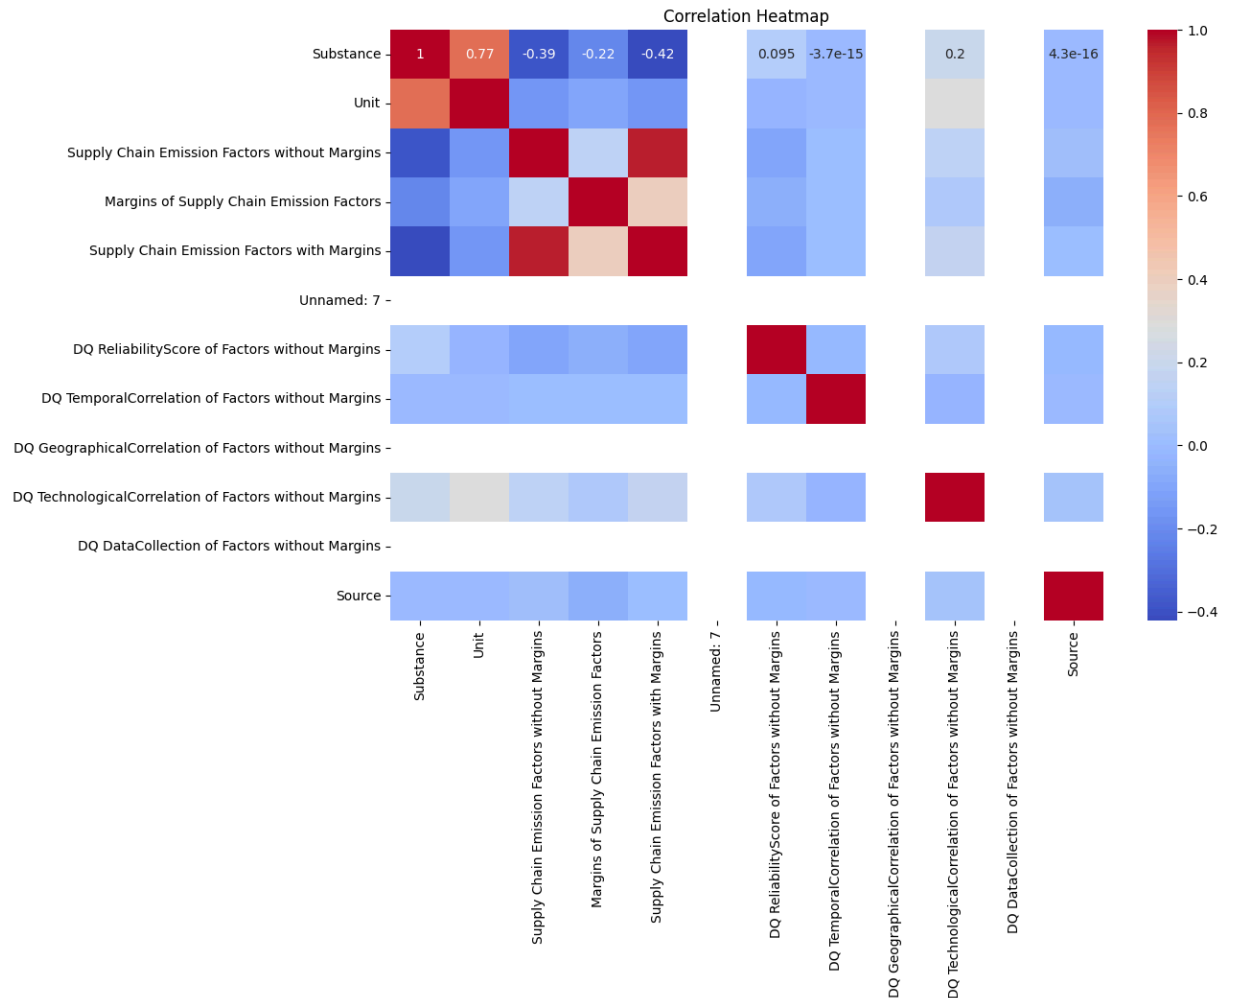 Correlation Heatmap
Substance
1 0.77 -0.39 -0.22 -0.42 0.095 -3.7e-15 0.2 4.3e-16
Unit
Supply Chain Emission Factors without Margins
Margins of Supply Chain Emission Factors
Supply Chain Emission Factors with Margins
Unnamed: 7
DQ ReliabilityScore of Factors without Margins
DQ TemporalCorrelation of Factors without Margins
DQ GeographicalCorrelation of Factors without Margins
DQ TechnologicalCorrelation of Factors without Margins
DQ DataCollection of Factors without Margins
Source
Substance
Unit
Supply Chain Emission Factors without Margins
Margins of Supply Chain Emission Factors
Supply Chain Emission Factors with Margins
Unnamed: 7
DQ ReliabilityScore of Factors without Margins
DQ TemporalCorrelation of Factors without Margins
DQ GeographicalCorrelation of Factors without Margins
DQ TechnologicalCorrelation of Factors without Margins
DQ DataCollection of Factors without Margins
Source
1.0
0.8
0.6
0.4
0.2
0.0
−0.2
−0.4